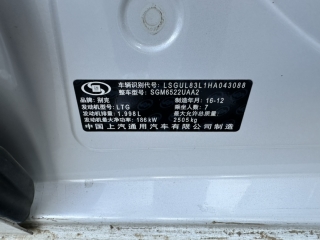 车辆识别代号: LSGUL83L1HA043088
整车型号: SGM6522UAA2
品牌: 别克 制造年月: 16-12
发动机型号: LTG 乘坐人数: 7
发动机排量: 1.998L 最大允许总质量:
发动机最大净功率: 186kW 2505kg
中国上汽通用汽车有限公司制造